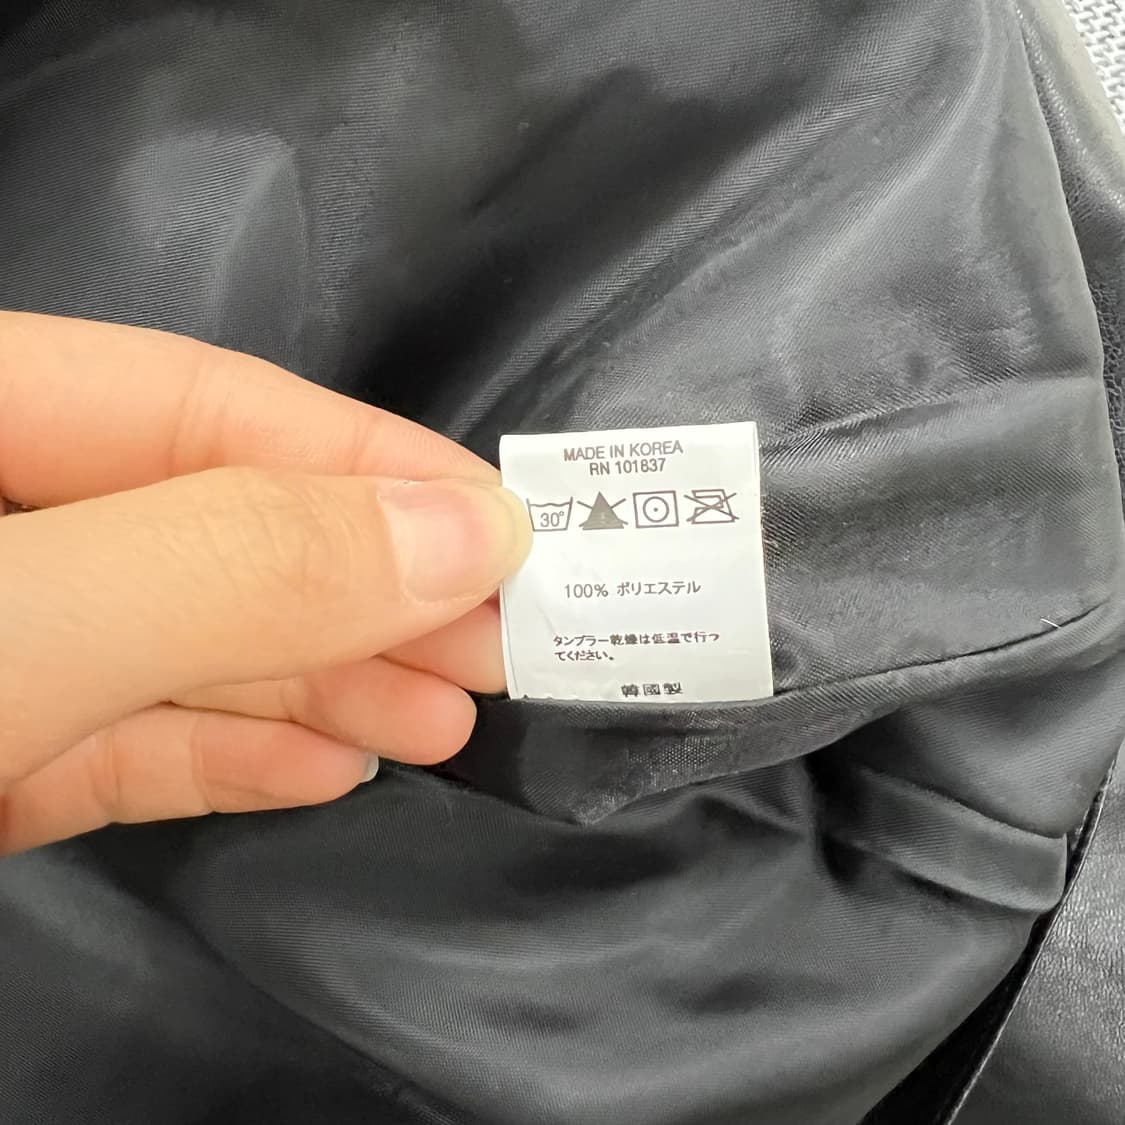 MADE IN KOREA
RN 101837
30°
100% ポリエステル
タンブラー乾燥は低温で行っ
てください。
韓國製